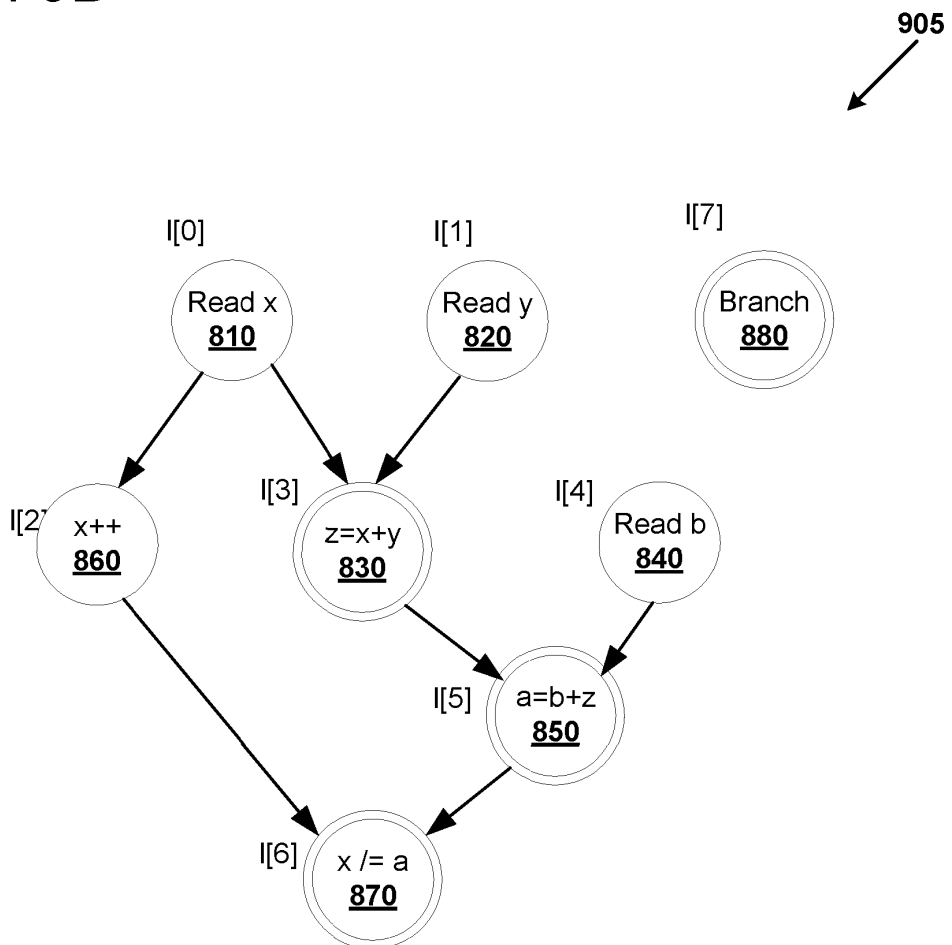 905
I[0]
I[1]
I[7]
Read x
810
Read y
820
Branch
880
I[2]
x++
860
I[3]
z=x+y
830
I[4]
Read b
840
I[5]
a=b+z
850
I[6]
x /= a
870